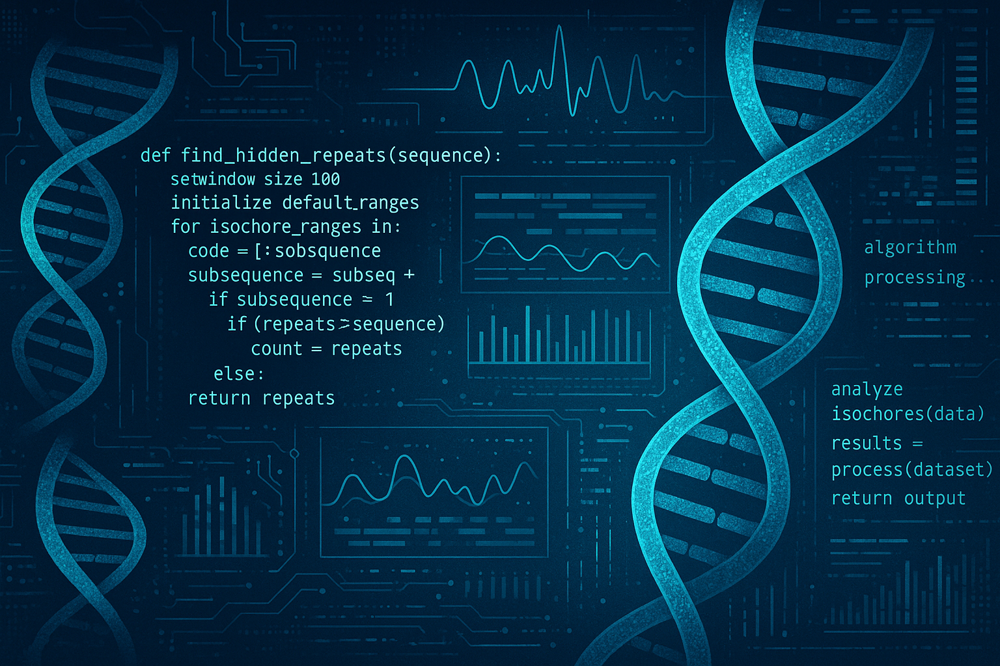 def find_hidden_repeats(sequence):
setwindow size 100
initialize default_ranges
for isochore_ranges in:
code = [: sobsquence
subsequence = subseq +
if subsequence = 1
if (repeats > sequence)
count = repeats
else:
return repeats
algorithm
processing...
analyze
isochores(data)
results =
process(dataset)
return output